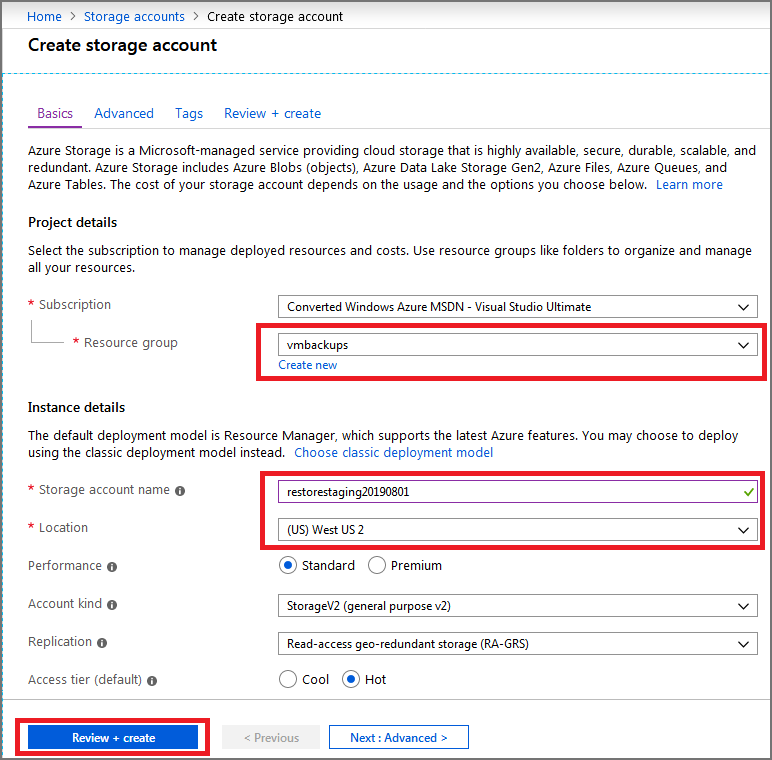 Home > Storage accounts > Create storage account
Create storage account
Basics Advanced Tags Review + create
Azure Storage is a Microsoft-managed service providing cloud storage that is highly available, secure, durable, scalable, and
redundant. Azure Storage includes Azure Blobs (objects), Azure Data Lake Storage Gen2, Azure Files, Azure Queues, and
Azure Tables. The cost of your storage account depends on the usage and the options you choose below. Learn more
Project details
Select the subscription to manage deployed resources and costs. Use resource groups like folders to organize and manage
all your resources.
* Subscription Converted Windows Azure MSDN - Visual Studio Ultimate
* Resource group vmbackups
Create new
Instance details
The default deployment model is Resource Manager, which supports the latest Azure features. You may choose to deploy
using the classic deployment model instead. Choose classic deployment model
* Storage account name restorestaging20190801
* Location (US) West US 2
Performance Standard Premium
Account kind StorageV2 (general purpose v2)
Replication Read-access geo-redundant storage (RA-GRS)
Access tier (default) Cool Hot
Review + create < Previous Next : Advanced >